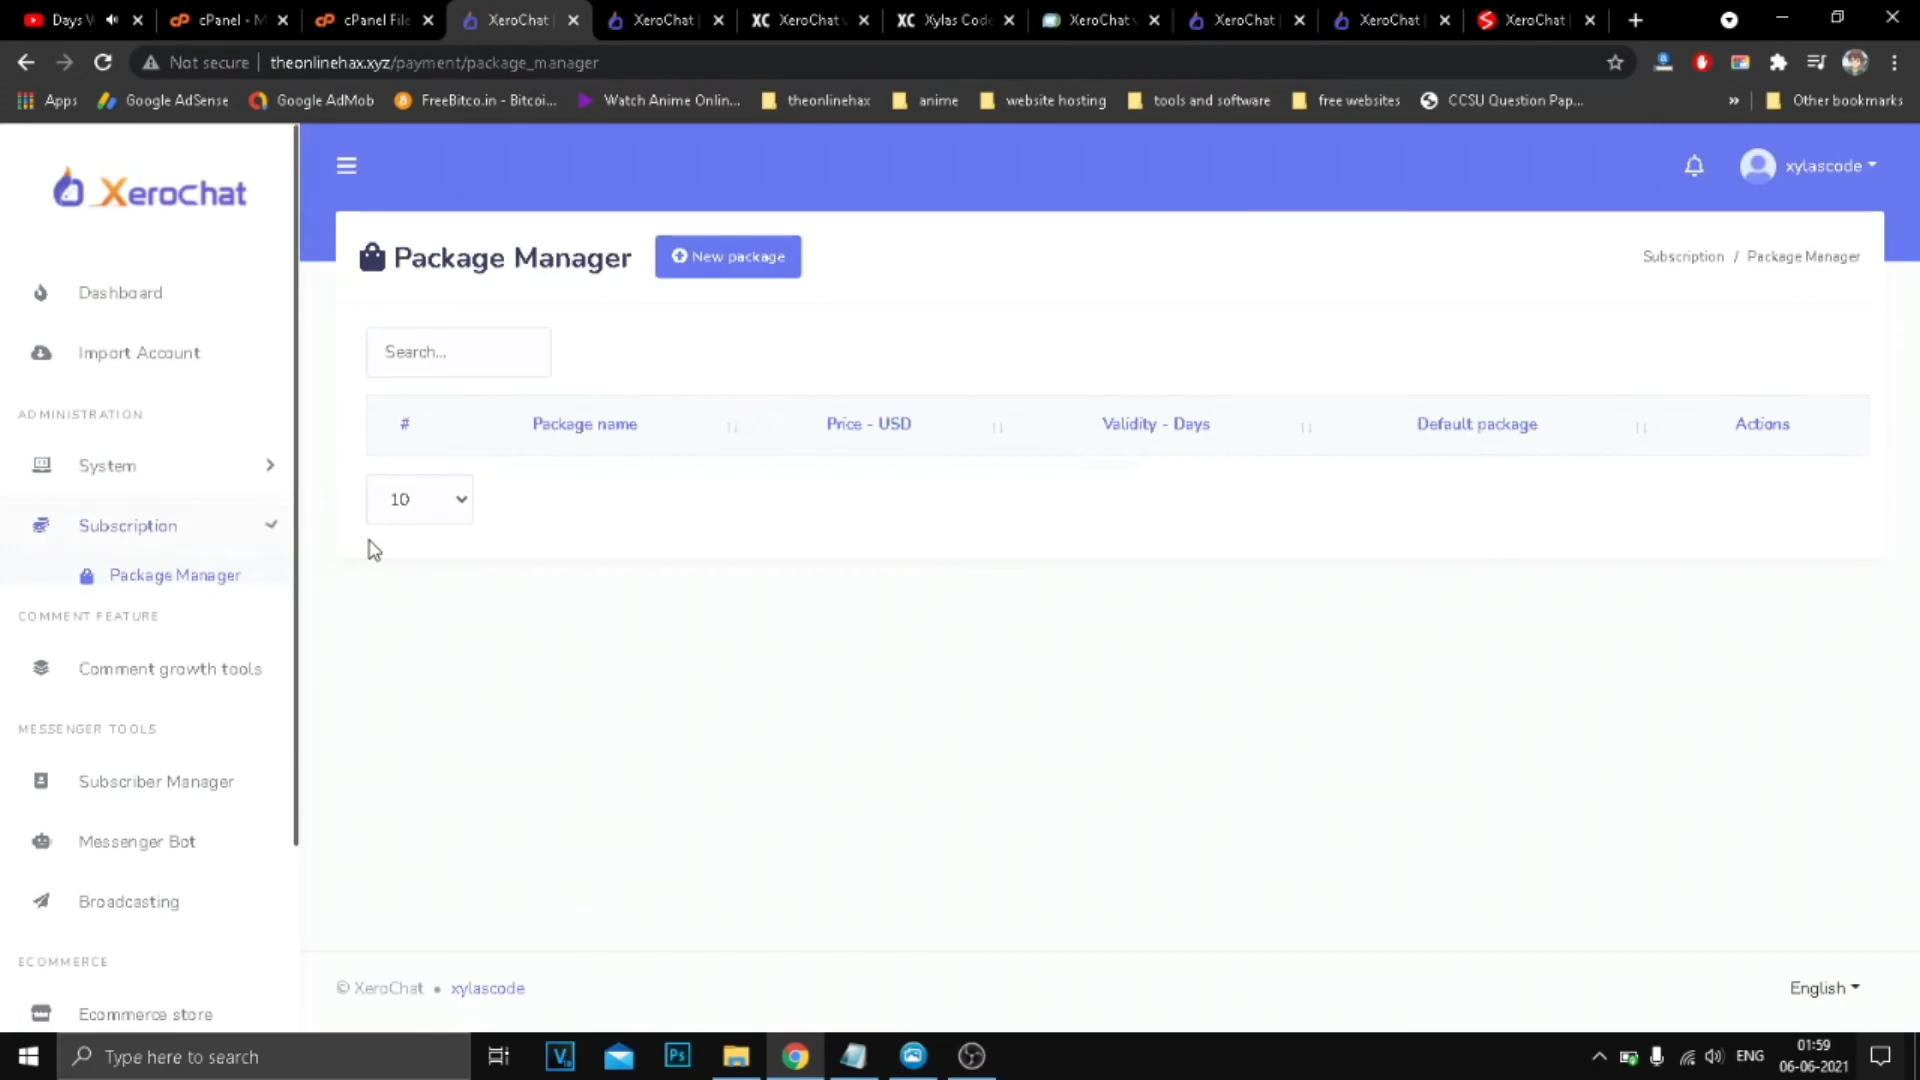 Days V
cPanel - M
cPanel File
XeroChat
XeroChat
XC XeroChat v
XC Xylas Code
XeroChat v
XeroChat
XeroChat
XeroChat
Not secure theonlinehax.xyz/payment/package_manager
Apps Google AdSense Google AdMob FreeBitco.in - Bitcoi... Watch Anime Onlin... theonlinehax anime website hosting tools and software free websites CCSU Question Pap... » Other bookmarks
XeroChat
xylascode
Package Manager
New package
Subscription / Package Manager
Dashboard
Import Account
ADMINISTRATION
System
Subscription
Package Manager
COMMENT FEATURE
Comment growth tools
MESSENGER TOOLS
Subscriber Manager
Messenger Bot
Broadcasting
ECOMMERCE
Ecommerce store
Search...
# Package name Price - USD Validity - Days Default package Actions
10
© XeroChat • xylascode
English
Type here to search
Ps
ENG
01:59
06-06-2021